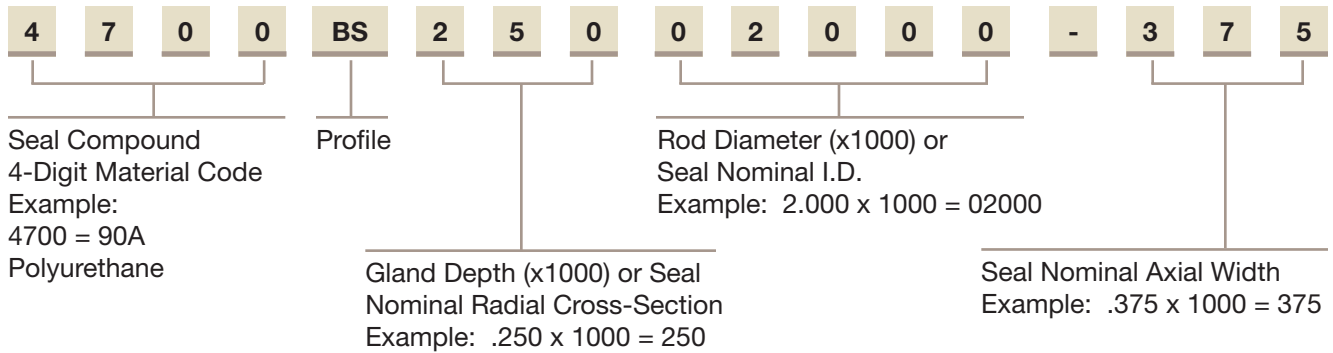 4 7 0 0 BS 2 5 0 0 2 0 0 0 - 3 7 5
Seal Compound
4-Digit Material Code
Example:
4700 = 90A
Polyurethane
Profile
Gland Depth (x1000) or Seal
Nominal Radial Cross-Section
Example: .250 x 1000 = 250
Rod Diameter (x1000) or
Seal Nominal I.D.
Example: 2.000 x 1000 = 02000
Seal Nominal Axial Width
Example: .375 x 1000 = 375